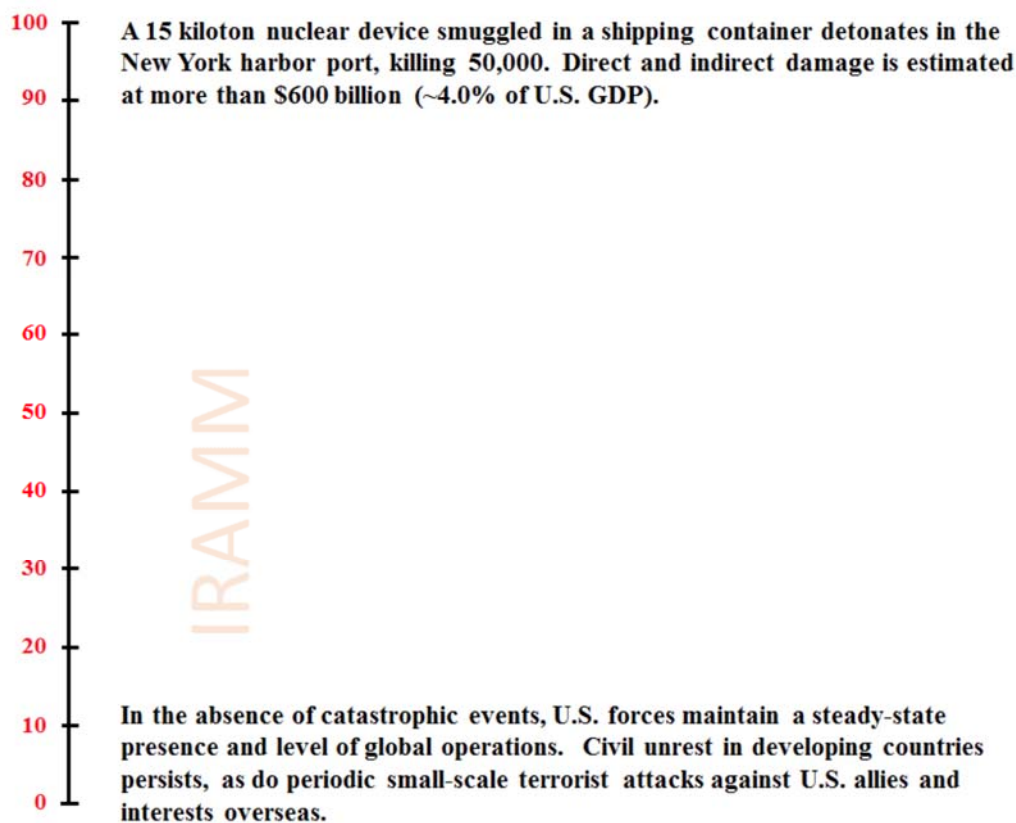 100
A 15 kiloton nuclear device smuggled in a shipping container detonates in the
New York harbor port, killing 50,000. Direct and indirect damage is estimated
90
at more than $600 billion (~4.0% of U.S. GDP).
80
70
60
50
40
30
20
IRAMM
In the absence of catastrophic events, U.S. forces maintain a steady-state
10
presence and level of global operations. Civil unrest in developing countries
persists, as do periodic small-scale terrorist attacks against U.S. allies and
0
interests overseas.